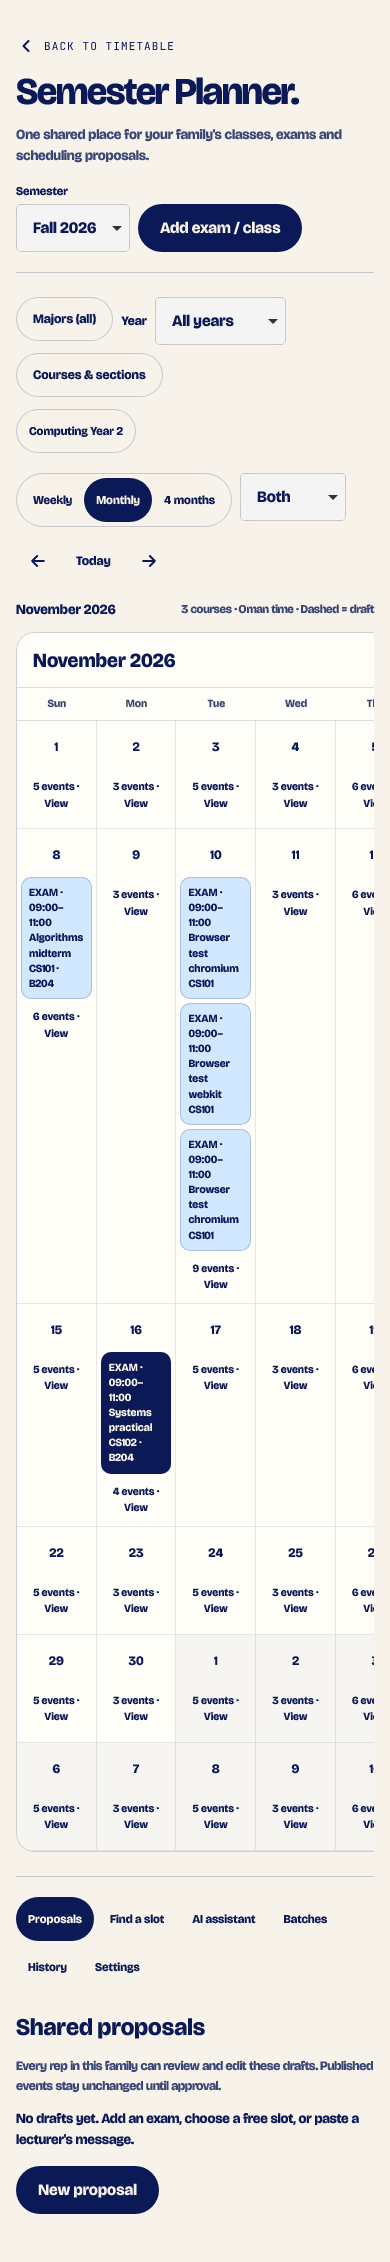 BACK TO TIMETABLE
Semester Planner.
One shared place for your family's classes, exams and
scheduling proposals.
Semester
Fall 2026
Add exam / class
Majors (all)
Year
All years
Courses & sections
Computing Year 2
Weekly
Monthly
4 months
Both
Today
November 2026
3 courses · Oman time · Dashed = draft
November 2026
Sun
Mon
Tue
Wed
1
2
3
4
5 events ·
View
3 events ·
View
5 events ·
View
3 events ·
View
8
EXAM ·
09:00–
11:00
Algorithms
midterm
CS101 ·
B204
6 events ·
View
9
3 events ·
View
10
EXAM ·
09:00–
11:00
Browser
test
chromium
CS101
EXAM ·
09:00–
11:00
Browser
test
webkit
CS101
EXAM ·
09:00–
11:00
Browser
test
chromium
CS101
9 events ·
View
11
3 events ·
View
15
5 events ·
View
16
EXAM ·
09:00–
11:00
Systems
practical
CS102 ·
B204
4 events ·
View
17
5 events ·
View
18
3 events ·
View
22
23
24
25
5 events ·
View
3 events ·
View
5 events ·
View
3 events ·
View
29
30
1
2
5 events ·
View
3 events ·
View
5 events ·
View
3 events ·
View
6
7
8
9
5 events ·
View
3 events ·
View
5 events ·
View
3 events ·
View
Proposals
Find a slot
AI assistant
Batches
History
Settings
Shared proposals
Every rep in this family can review and edit these drafts. Published
events stay unchanged until approval.
No drafts yet. Add an exam, choose a free slot, or paste a
lecturer's message.
New proposal